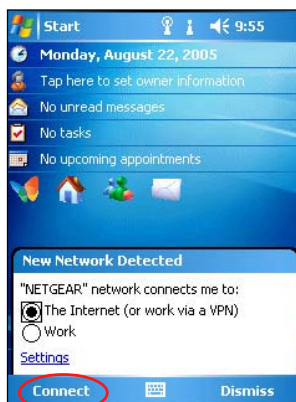 Start 9:55
Monday, August 22, 2005
Tap here to set owner information
No unread messages
No tasks
No upcoming appointments
New Network Detected
"NETGEAR" network connects me to:
The Internet (or work via a VPN)
Work
Settings
Connect Dismiss